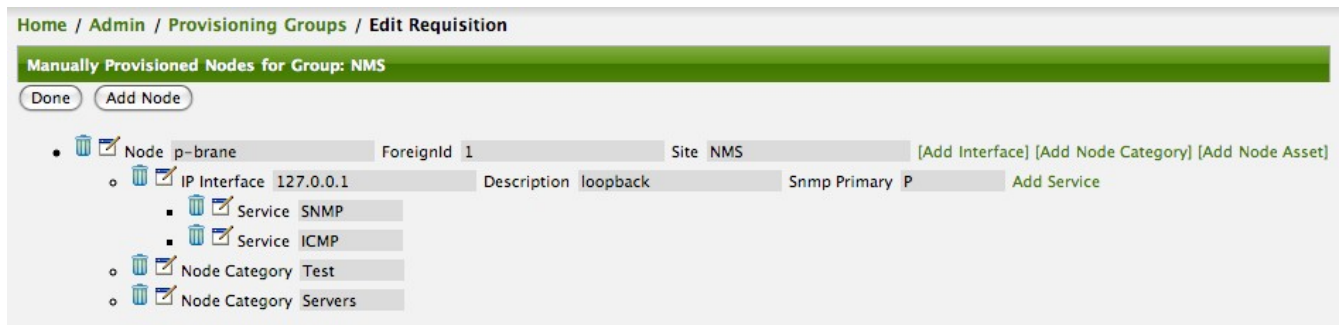 Home / Admin / Provisioning Groups / Edit Requisition
Manually Provisioned Nodes for Group: NMS
Done Add Node
Node p-brane ForeignId 1 Site NMS [Add Interface] [Add Node Category] [Add Node Asset]
IP Interface 127.0.0.1 Description loopback Snmp Primary P Add Service
Service SNMP
Service ICMP
Node Category Test
Node Category Servers